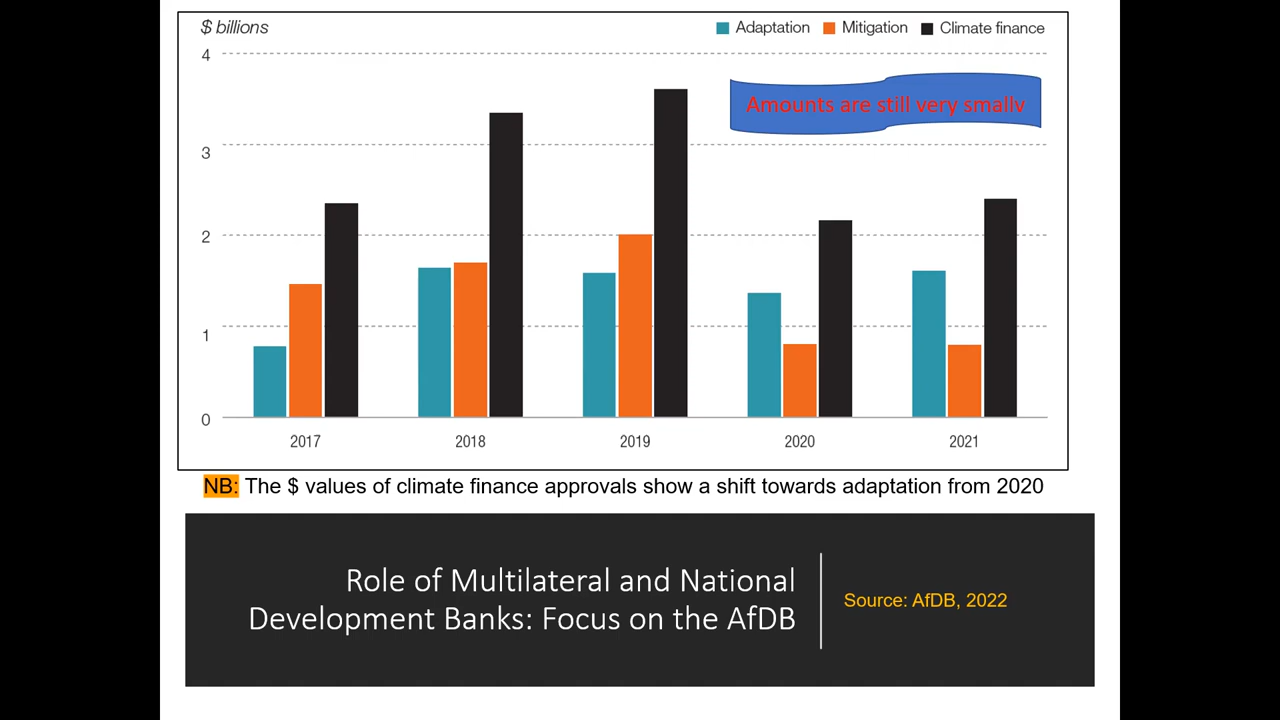 $ billions
Adaptation Mitigation Climate finance
4
Amounts are still very smally
3
2
1
0
2017 2018 2019 2020 2021
NB: The $ values of climate finance approvals show a shift towards adaptation from 2020
Role of Multilateral and National
Development Banks: Focus on the AfDB
Source: AfDB, 2022